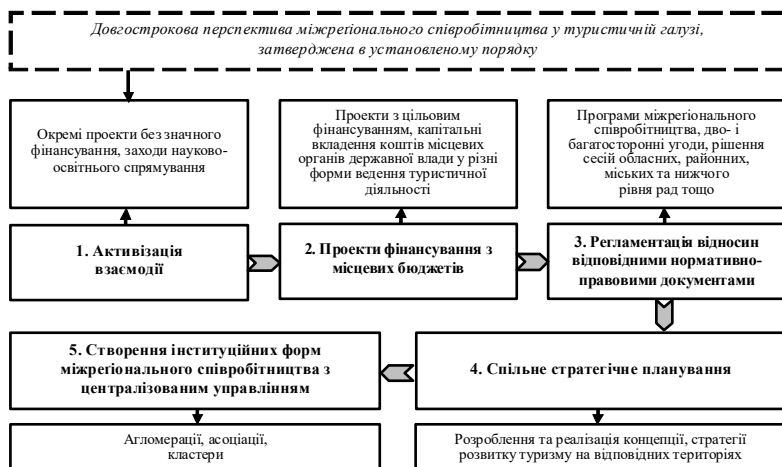 Довгострокова перспектива міжрегіонального співробітництва у туристичній галузі,
затверджена в установленому порядку
Окремі проекти без значного
фінансування, заходи науково-
освітнього спрямування
Проекти з цільовим
фінансуванням, капітальні
вкладення коштів місцевих
органів державної влади у різні
форми ведення туристичної
діяльності
Програми міжрегіонального
співробітництва, дво- і
багатосторонні угоди, рішення
сесій обласних, районних,
міських та нижчого
рівня рад тощо
1. Активізація
взаємодії
2. Проекти фінансування з
місцевих бюджетів
3. Регламентація відносин
відповідними нормативно-
правовими документами
5. Створення інституційних форм
міжрегіонального співробітництва з
централізованим управлінням
4. Спільне стратегічне планування
Агломерації, асоціації,
кластери
Розроблення та реалізація концепції, стратегії
розвитку туризму на відповідних територіях